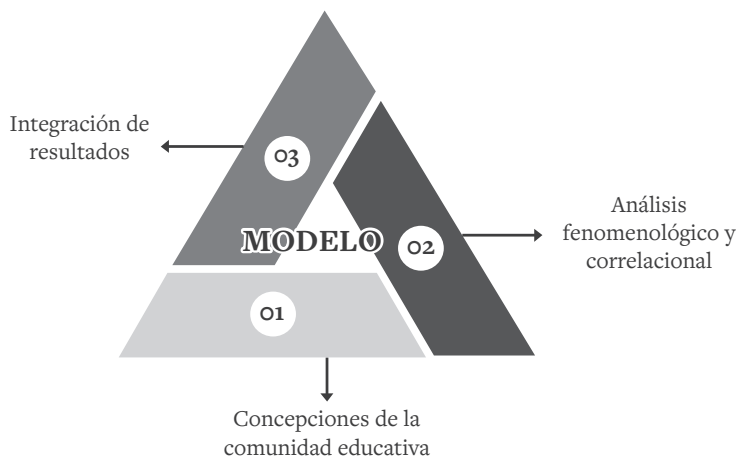 Integración de
resultados
03
MODELO
02
Análisis
fenomenológico y
correlacional
01
Concepciones de la
comunidad educativa